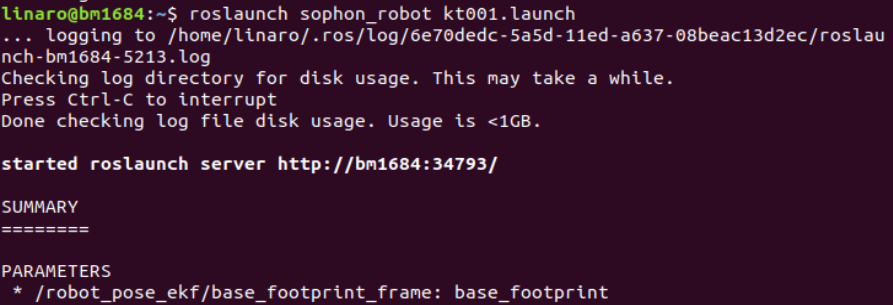 linaro@bm1684:~$ roslaunch sophon_robot kt001.launch
... logging to /home/linaro/.ros/log/6e70dedc-5a5d-11ed-a637-08beac13d2ec/roslau
nch-bm1684-5213.log
Checking log directory for disk usage. This may take a while.
Press Ctrl-C to interrupt
Done checking log file disk usage. Usage is <1GB.
started roslaunch server http://bm1684:34793/
SUMMARY
========
PARAMETERS
 * /robot_pose_ekf/base_footprint_frame: base_footprint